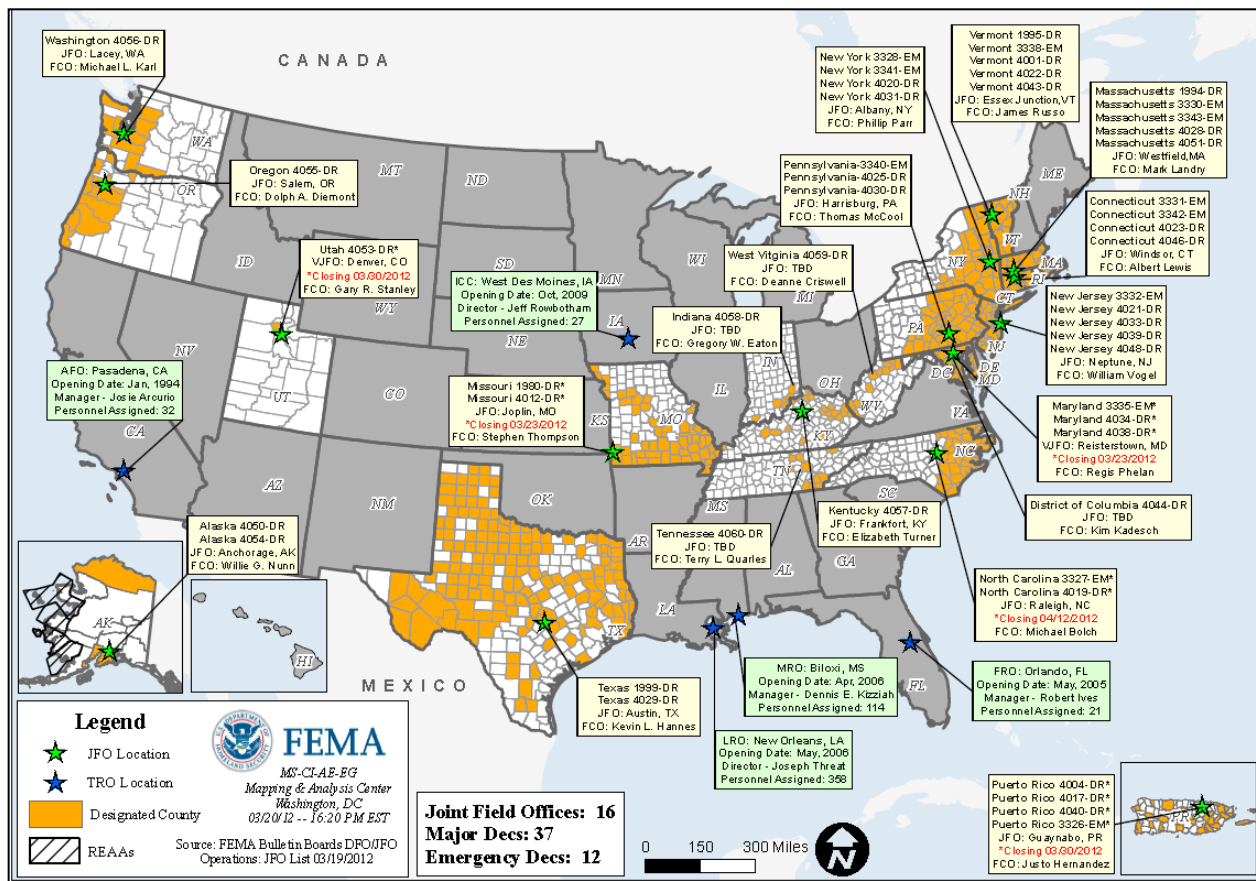 CANADA
MEXICO
Washington 4056-DR
JFO: Lacey, WA
FCO: Michael L. Karl
Oregon 4055-DR
JFO: Salem, OR
FCO: Dolph A. Diemont
Utah 4053-DR*
VJFO: Denver, CO
*Closing 03/30/2012
FCO: Gary R. Stanley
ICC: West Des Moines, IA
Opening Date: Oct, 2009
Director - Jeff Rowbotham
Personnel Assigned: 27
AFO: Pasadena, CA
Opening Date: Jan, 1994
Manager - Josie Arcurio
Personnel Assigned: 32
Missouri 1980-DR*
Missouri 4012-DR*
JFO: Joplin, MO
*Closing 03/23/2012
FCO: Stephen Thompson
Indiana 4058-DR
JFO: TBD
FCO: Gregory W. Eaton
West Vitginia 4059-DR
JFO: TBD
FCO: Deanne Criswell
Pennsylvania-3340-EM
Pennsylvania-4025-DR
Pennsylvania-4030-DR
JFO: Harrisburg, PA
FCO: Thomas McCool
New York 3328-EM
New York 3341-EM
New York 4020-DR
New York 4031-DR
JFO: Albany, NY
FCO: Phillip Parr
Vermont 1995-DR
Vermont 3338-EM
Vermont 4001-DR
Vermont 4022-DR
Vermont 4043-DR
JFO: Essex Junction,VT
FCO: James Russo
Massachusetts 1994-DR
Massachusetts 3330-EM
Massachusetts 3343-EM
Massachusetts 4028-DR
Massachusetts 4051-DR
JFO: Westfield,MA
FCO: Mark Landry
Connecticut 3331-EM
Connecticut 3342-EM
Connecticut 4023-DR
Connecticut 4046-DR
JFO: Windsor, CT
FCO: Albert Lewis
New Jersey 3332-EM
New Jersey 4021-DR
New Jersey 4033-DR
New Jersey 4039-DR
New Jersey 4048-DR
JFO: Neptune, NJ
FCO: William Vogel
Maryland 3335-EM*
Maryland 4034-DR*
Maryland 4038-DR*
VJFO: Reisterstown, MD
*Closing 03/23/2012
FCO: Regis Phelan
District of Columbia 4044-DR
JFO: TBD
FCO: Kim Kadesch
Kentucky 4057-DR
JFO: Frankfort, KY
FCO: Elizabeth Turner
Tennessee 4060-DR
JFO: TBD
FCO: Terry L. Quarles
North Carolina 3327-EM*
North Carolina 4019-DR*
JFO: Raleigh, NC
*Closing 04/12/2012
FCO: Michael Bolch
Alaska 4050-DR
Alaska 4054-DR
JFO: Anchorage, AK
FCO: Willie G. Nunn
Texas 1999-DR
Texas 4029-DR
JFO: Austin, TX
FCO: Kevin L. Hannes
MRO: Biloxi, MS
Opening Date: Apr, 2006
Manager - Dennis E. Kizziah
Personnel Assigned: 114
LRO: New Orleans, LA
Opening Date: May, 2006
Director - Joseph Threat
Personnel Assigned: 358
FRO: Orlando, FL
Opening Date: May, 2005
Manager - Robert Ives
Personnel Assigned: 21
Puerto Rico 4004-DR*
Puerto Rico 4017-DR*
Puerto Rico 4040-DR*
Puerto Rico 3326-EM*
JFO: Guaynabo, PR
*Closing 03/30/2012
FCO: Justo Hernandez
WA
OR
MT
ND
ID
SD
MN
WI
MI
WY
NE
IA
NV
UT
CO
KS
MO
IL
IN
OH
KY
WV
VA
PA
NY
VT
NH
ME
MA
RI
CT
NJ
DE
MD
DC
CA
AZ
NM
OK
AR
TN
NC
SC
MS
AL
GA
LA
TX
FL
AK
HI
PR
Legend
JFO Location
TRO Location
Designated County
REAAs
FEMA
MS-CI-AE-EG
Mapping & Analysis Center
Washington, DC
03/20/12 -- 16:20 PM EST
Source: FEMA Bulletin Boards DFO/JFO
Operations: JFO List 03/19/2012
Joint Field Offices: 16
Major Decs: 37
Emergency Decs: 12
0 150 300 Miles
N